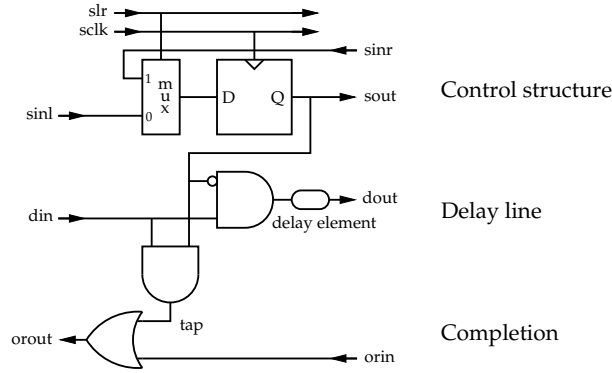 slr
sclk
sinr
1
m
u
x
0
D
Q
sout
sinl
Control structure
din
dout
delay element
Delay line
tap
orout
orin
Completion